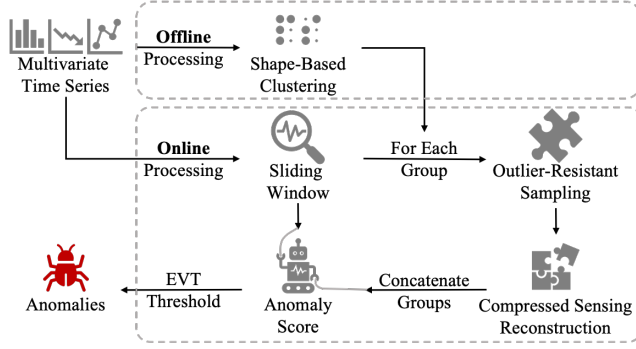 Multivariate
Time Series
Offline
Processing
Shape-Based
Clustering
Online
Processing
Sliding
Window
For Each
Group
Outlier-Resistant
Sampling
Anomalies
EVT
Threshold
Anomaly
Score
Concatenate
Groups
Compressed Sensing
Reconstruction